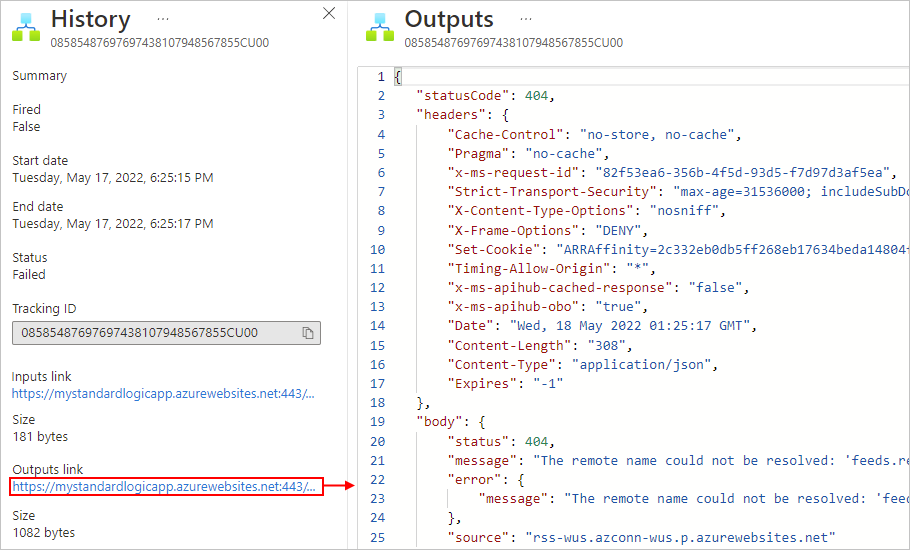 History ...
08585487697697438107948567855CU00
Summary
Fired
False
Start date
Tuesday, May 17, 2022, 6:25:15 PM
End date
Tuesday, May 17, 2022, 6:25:17 PM
Status
Failed
Tracking ID
08585487697697438107948567855CU00
Inputs link
https://mystandardlogicapp.azurewebsites.net:443/...
Size
181 bytes
Outputs link
https://mystandardlogicapp.azurewebsites.net:443/...
Size
1082 bytes
Outputs ...
08585487697697438107948567855CU00
1 {
2 "statusCode": 404,
3 "headers": {
4 "Cache-Control": "no-store, no-cache",
5 "Pragma": "no-cache",
6 "x-ms-request-id": "82f53ea6-356b-4f5d-93d5-f7d97d3af5ea",
7 "Strict-Transport-Security": "max-age=31536000; includeSubDo
8 "X-Content-Type-Options": "nosniff",
9 "X-Frame-Options": "DENY",
10 "Set-Cookie": "ARRAffinity=2c332eb0db5ff268eb17634beda14804f
11 "Timing-Allow-Origin": "*",
12 "x-ms-apihub-cached-response": "false",
13 "x-ms-apihub-obo": "true",
14 "Date": "Wed, 18 May 2022 01:25:17 GMT",
15 "Content-Length": "308",
16 "Content-Type": "application/json",
17 "Expires": "-1"
18 },
19 "body": {
20 "status": 404,
21 "message": "The remote name could not be resolved: 'feeds.re
22 "error": {
23 "message": "The remote name could not be resolved: 'feed
24 },
25 "source": "rss-wus.azconn-wus.p.azurewebsites.net"